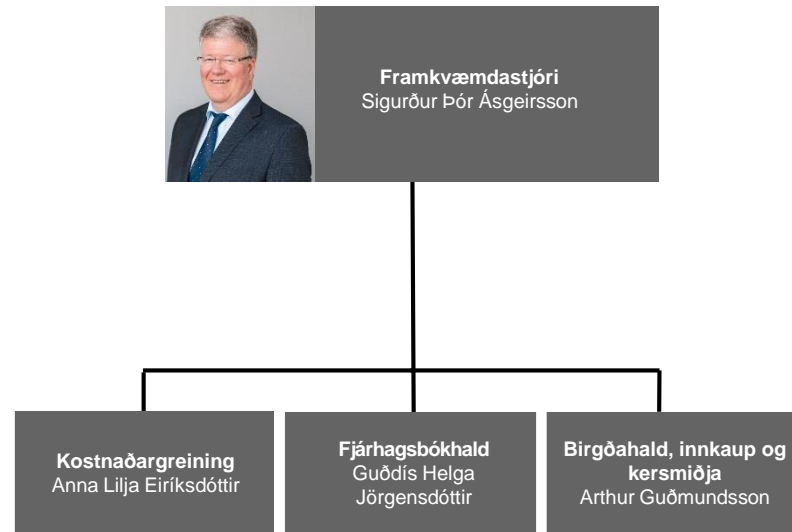 Framkvæmdastjóri
Sigurður Þór Ásgeirsson
Kostnaðargreining
Anna Lilja Eiríksdóttir
Fjárhagsbókhald
Guðdís Helga
Jörgensdóttir
Birgðahald, innkaup og
kersmiðja
Arthur Guðmundsson